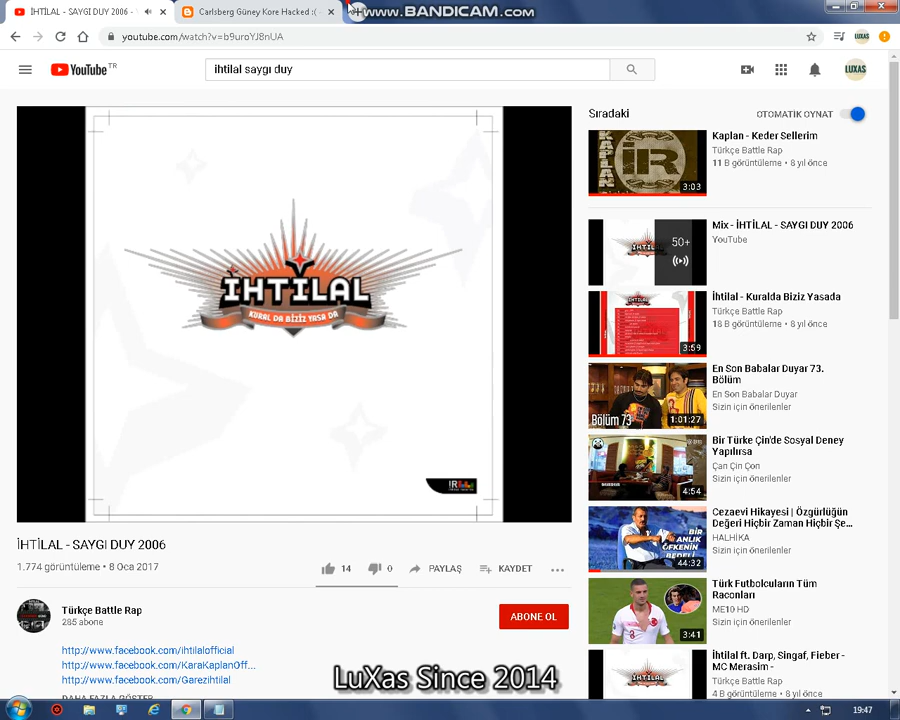 İHTİLAL - SAYGI DUY 2006 -
Carlsberg Güney Kore Hacked :(
www.BANDICAM.com
youtube.com/watch?v=b9uroYJ8nUA
YouTube TR
ihtilal saygı duy
LUXAS
LUXAS
İHTİLAL
KURAL DA BİZİZ YASA DA
Sıradaki
OTOMATİK OYNAT
KAPLAN
İR
3:03
Kaplan - Keder Sellerim
Türkçe Battle Rap
11 B görüntüleme • 8 yıl önce
İHTİLAL
50+
Mix - İHTİLAL - SAYGI DUY 2006
YouTube
İHTİLAL
3:59
İhtilal - Kuralda Biziz Yasada
Türkçe Battle Rap
18 B görüntüleme • 8 yıl önce
Bölüm 73
1:01:27
En Son Babalar Duyar 73.
Bölüm
En Son Babalar Duyar
Sizin için önerilenler
4:54
Bir Türke Çin'de Sosyal Deney
Yapılırsa
Çan Çin Çon
Sizin için önerilenler
BİR
ANLIK
ÖFKENİN
BEDELİ
44:32
Cezaevi Hikayesi | Özgürlüğün
Değeri Hiçbir Zaman Hiçbir Şe...
HALHİKA
Sizin için önerilenler
3:41
Türk Futbolcuların Tüm
Raconları
ME10 HD
Sizin için önerilenler
İHTİLAL
İhtilal ft. Darp, Singaf, Fieber -
MC Merasim -
Türkçe Battle Rap
4 B görüntüleme • 8 yıl önce
İHTİLAL - SAYGI DUY 2006
1.774 görüntüleme • 8 Oca 2017
14
0
PAYLAŞ
KAYDET
Türkçe Battle Rap
285 abone
ABONE OL
http://www.facebook.com/ihtilalofficial
http://www.facebook.com/KaraKaplanOff...
http://www.facebook.com/Garezihtilal
DAHA FAZLA GÖSTER
LuXas Since 2014
19:47